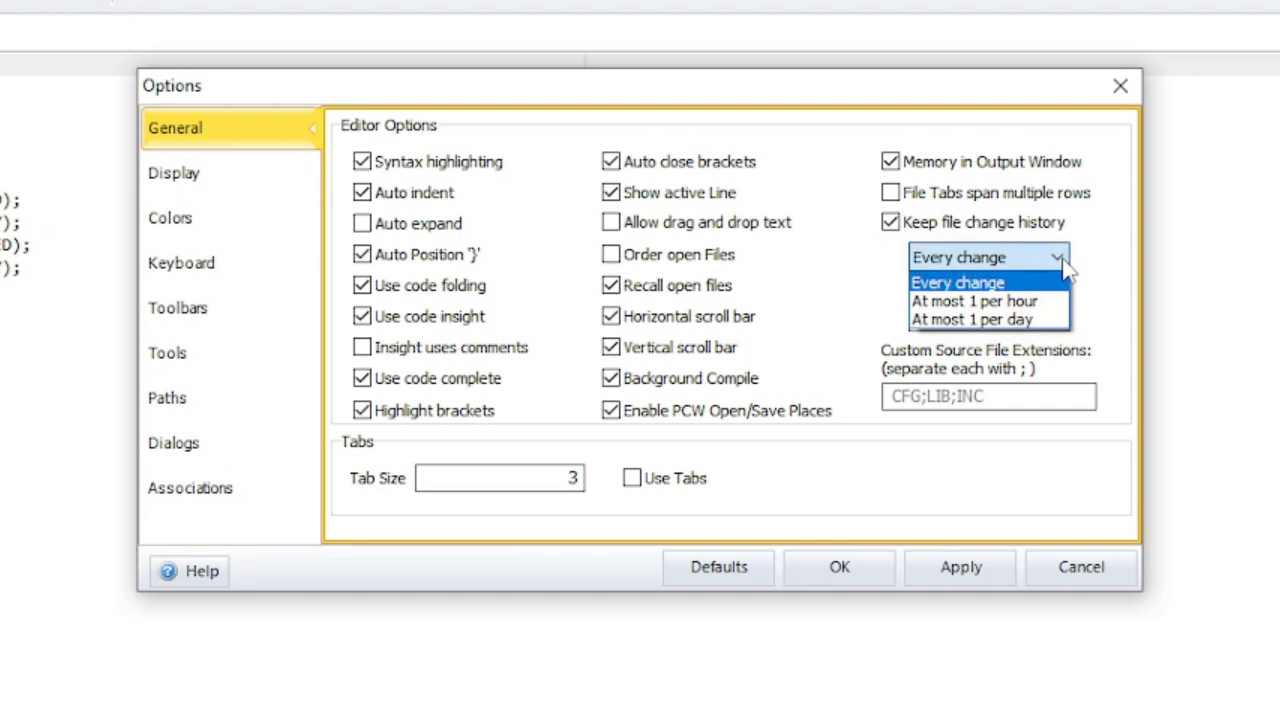 Options
General
Display
Colors
Keyboard
Toolbars
Tools
Paths
Dialogs
Associations
Editor Options
Syntax highlighting
Auto indent
Auto expand
Auto Position '}'
Use code folding
Use code insight
Insight uses comments
Use code complete
Highlight brackets
Auto close brackets
Show active Line
Allow drag and drop text
Order open Files
Recall open files
Horizontal scroll bar
Vertical scroll bar
Background Compile
Enable PCW Open/Save Places
Memory in Output Window
File Tabs span multiple rows
Keep file change history
Every change
Every change
At most 1 per hour
At most 1 per day
Custom Source File Extensions:
(separate each with ; )
CFG;LIB;INC
Tabs
Tab Size
3
Use Tabs
Help
Defaults
OK
Apply
Cancel
);
');
ED);
');